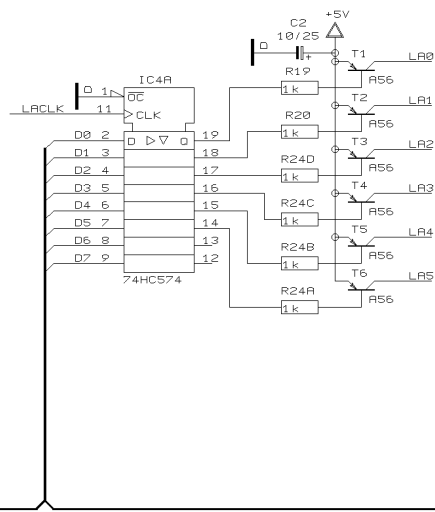 +5V
C2
10/25
+
T1
LA0
A56
R19
1k
IC4A
1
OC
LACLK
11
CLK
D0 2
D
Q
19
R20
1k
T2
LA1
A56
D1 3
18
D2 4
17
R24D
1k
T3
LA2
A56
D3 5
16
R24C
1k
T4
LA3
A56
D4 6
15
D5 7
14
R24B
1k
T5
LA4
A56
D6 8
13
D7 9
12
74HC574
R24A
1k
T6
LA5
A56